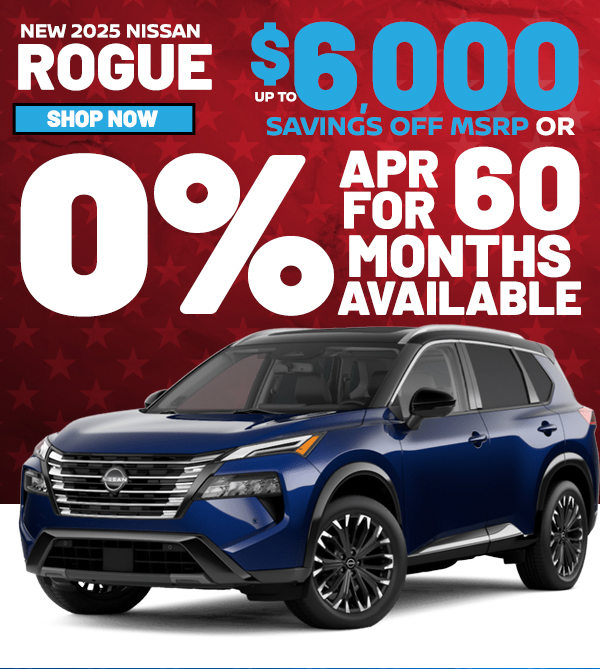 NEW 2025 NISSAN
ROGUE
SHOP NOW
UP TO $6,000
SAVINGS OFF MSRP OR
0% APR
FOR 60
MONTHS
AVAILABLE
NISSAN